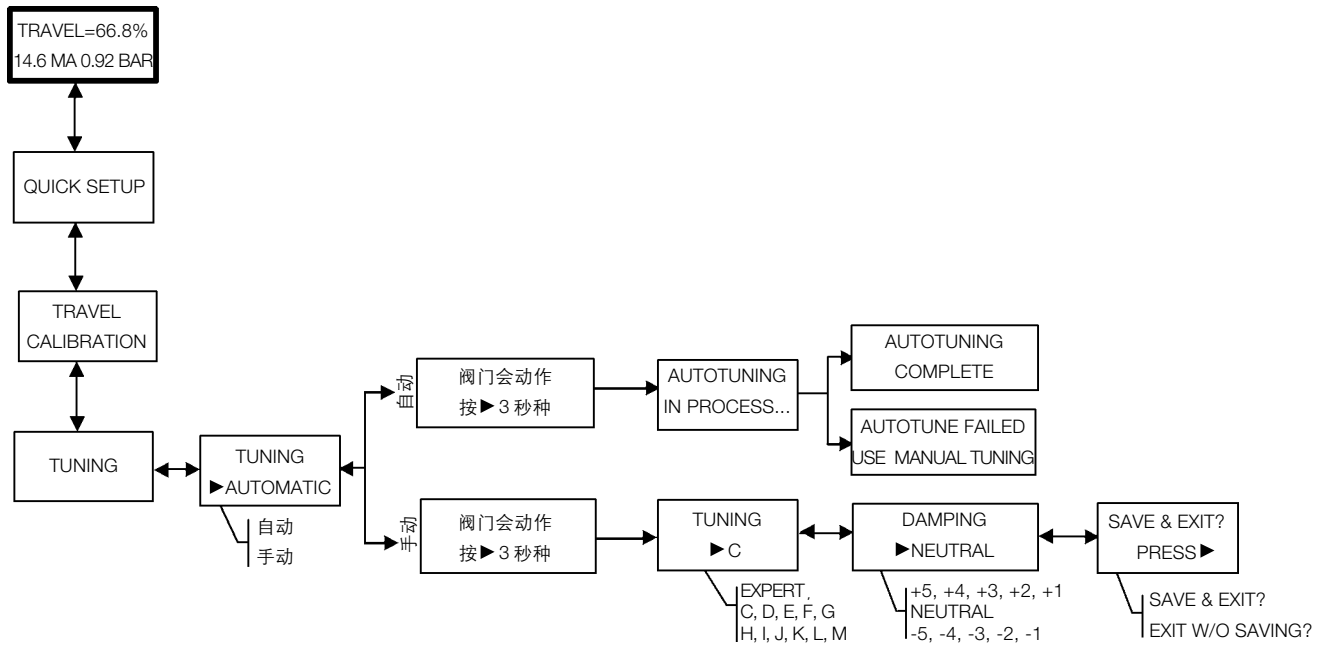 TRAVEL=66.8%
14.6 MA 0.92 BAR
QUICK SETUP
TRAVEL
CALIBRATION
TUNING
TUNING
►AUTOMATIC
自动
手动
自动
阀门会动作
按►3 秒种
AUTOTUNING
IN PROCESS...
AUTOTUNING
COMPLETE
AUTOTUNE FAILED
USE MANUAL TUNING
手动
阀门会动作
按►3 秒种
TUNING
►C
EXPERT,
C, D, E, F, G
H, I, J, K, L, M
DAMPING
►NEUTRAL
+5, +4, +3, +2, +1
NEUTRAL
-5, -4, -3, -2, -1
SAVE & EXIT?
PRESS►
SAVE & EXIT?
EXIT W/O SAVING?